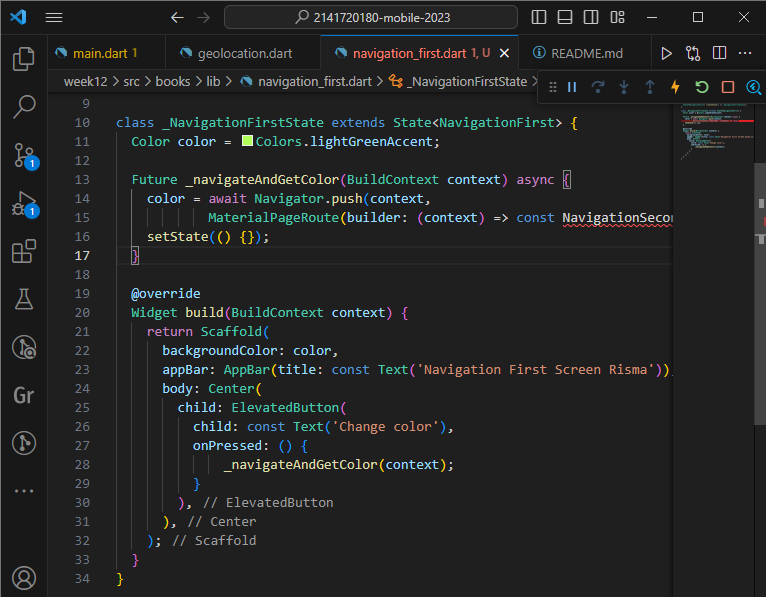 2141720180-mobile-2023
main.dart 1
geolocation.dart
navigation_first.dart 1, U
README.md
week12 > src > books > lib > navigation_first.dart > _NavigationFirstState >
9
10 class _NavigationFirstState extends State<NavigationFirst> {
11 Color color = Colors.lightGreenAccent;
12
13 Future _navigateAndGetColor(BuildContext context) async {
14 color = await Navigator.push(context,
15 MaterialPageRoute(builder: (context) => const NavigationSecon
16 setState(() {});
17 }
18
19 @override
20 Widget build(BuildContext context) {
21 return Scaffold(
22 backgroundColor: color,
23 appBar: AppBar(title: const Text('Navigation First Screen Risma')),
24 body: Center(
25 child: ElevatedButton(
26 child: const Text('Change color'),
27 onPressed: () {
28 _navigateAndGetColor(context);
29 }
30 ), // ElevatedButton
31 ), // Center
32 ); // Scaffold
33 }
34 }
1
1
Gr